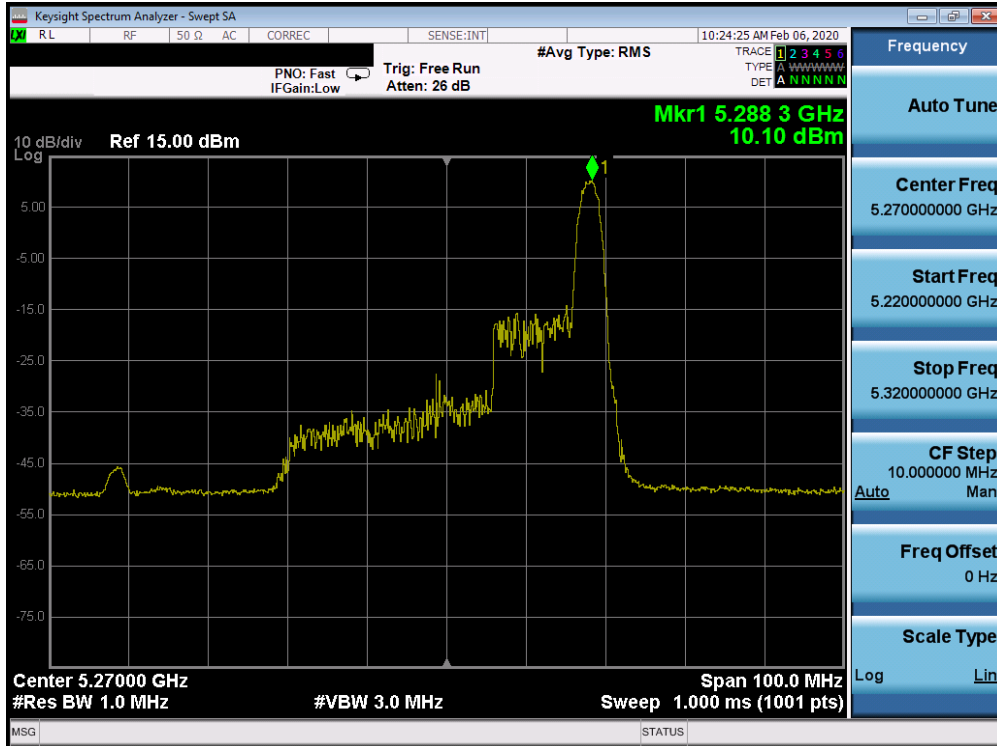 Keysight Spectrum Analyzer - Swept SA
LXI RL RF 50 Ω AC CORREC SENSE:INT 10:24:25 AM Feb 06, 2020
#Avg Type: RMS
TRACE 1 2 3 4 5 6
TYPE A WWWWW
DET A N N N N N
PNO: Fast
IFGain:Low
Trig: Free Run
Atten: 26 dB
Mkr1 5.288 3 GHz
10.10 dBm
10 dB/div
Log
Ref 15.00 dBm
1
5.00
-5.00
-15.0
-25.0
-35.0
-45.0
-55.0
-65.0
-75.0
Center 5.27000 GHz
Span 100.0 MHz
#Res BW 1.0 MHz
#VBW 3.0 MHz
Sweep 1.000 ms (1001 pts)
MSG
STATUS
Frequency
Auto Tune
Center Freq
5.270000000 GHz
Start Freq
5.220000000 GHz
Stop Freq
5.320000000 GHz
CF Step
10.000000 MHz
Auto Man
Freq Offset
0 Hz
Scale Type
Log Lin